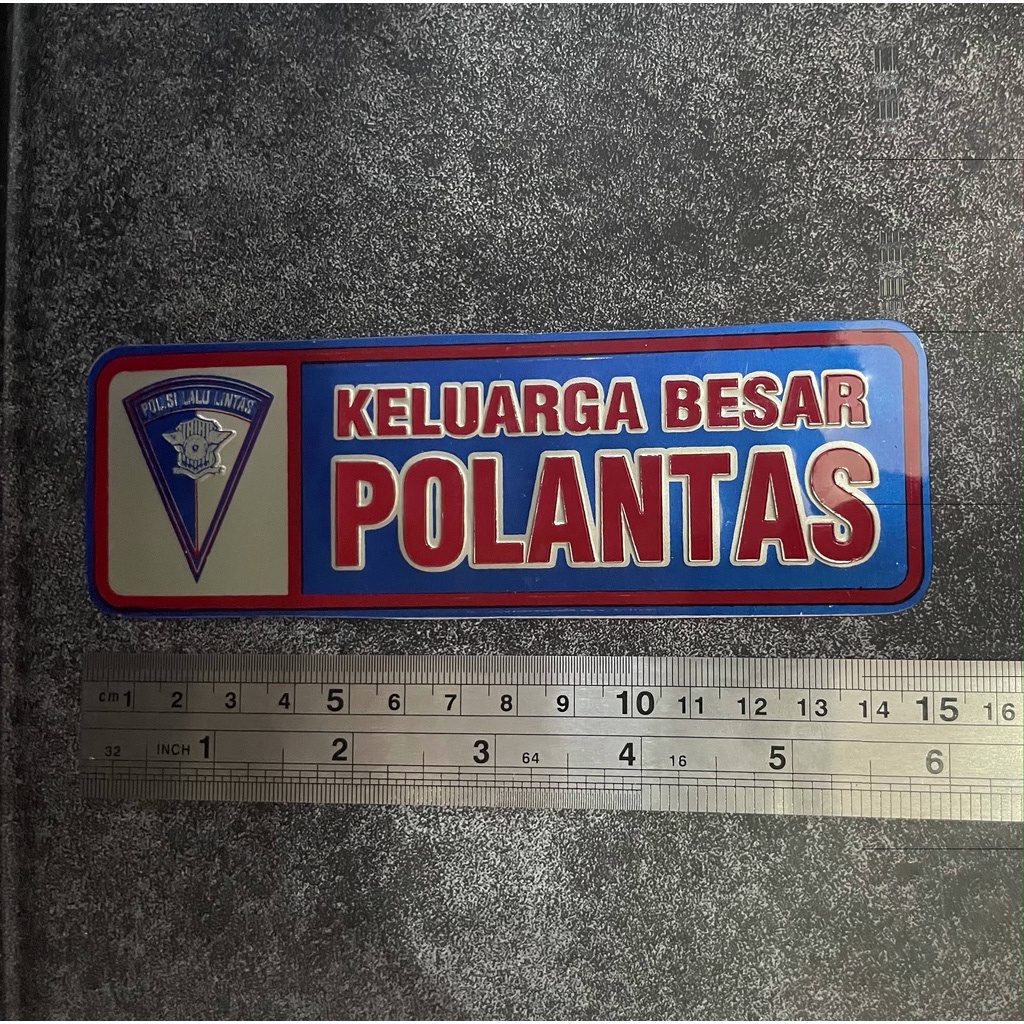 POLISI LALU LINTAS
KELUARGA BESAR
POLANTAS
cm 1 2 3 4 5 6 7 8 9 10 11 12 13 14 15 16
32 INCH 1 2 3 64 4 16 5 6